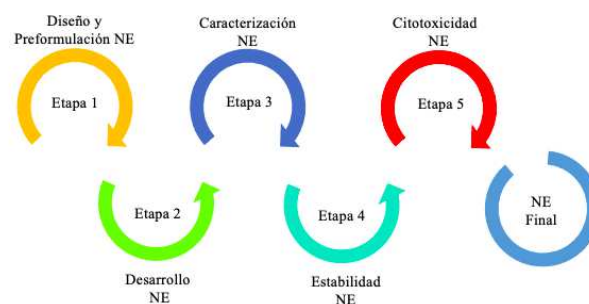 Diseño y
Preformulación NE
Etapa 1
Caracterización
NE
Etapa 3
Citotoxicidad
NE
Etapa 5
Etapa 2
Desarrollo
NE
Etapa 4
Estabilidad
NE
NE
Final